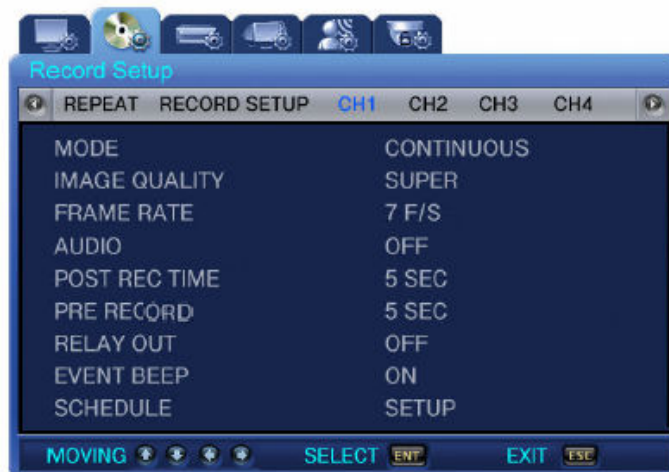 Record Setup
REPEAT RECORD SETUP CH1 CH2 CH3 CH4
MODE CONTINUOUS
IMAGE QUALITY SUPER
FRAME RATE 7 F/S
AUDIO OFF
POST REC TIME 5 SEC
PRE RECORD 5 SEC
RELAY OUT OFF
EVENT BEEP ON
SCHEDULE SETUP
MOVING SELECT ENT EXIT ESC